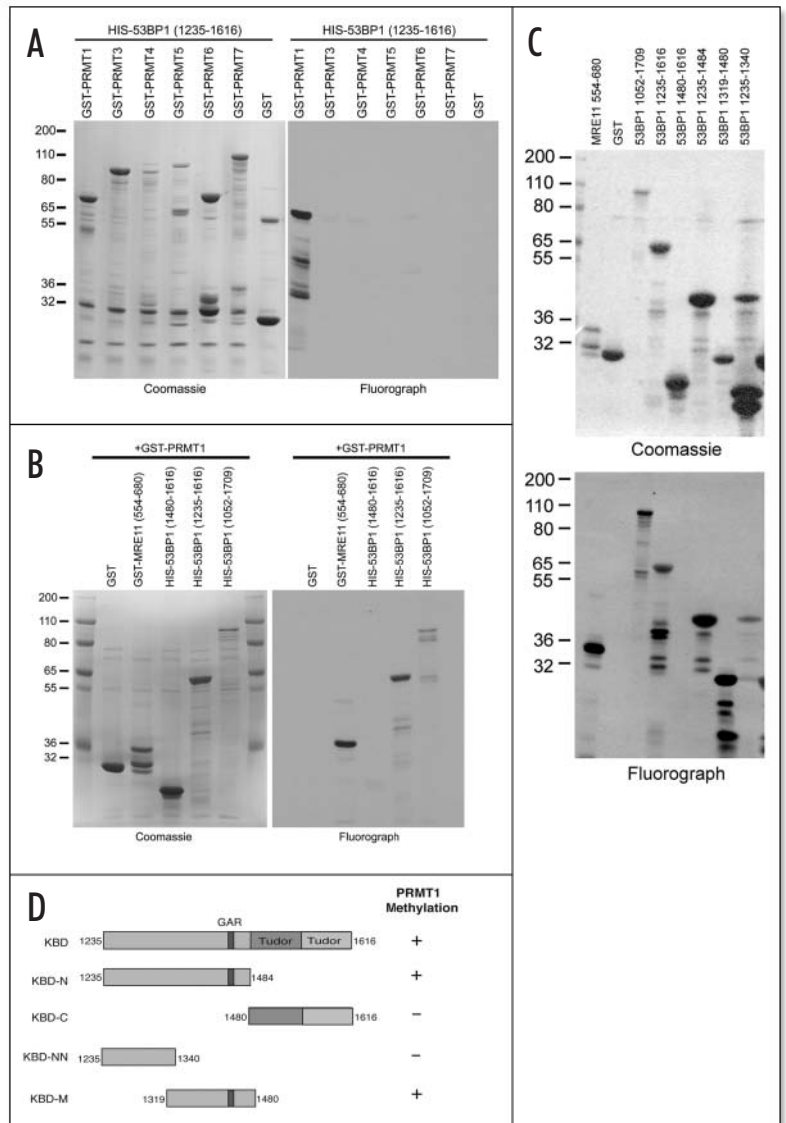 A
HIS-53BP1 (1235-1616)
GST-PRMT1
GST-PRMT3
GST-PRMT4
GST-PRMT5
GST-PRMT6
GST-PRMT7
GST
HIS-53BP1 (1235-1616)
GST-PRMT1
GST-PRMT3
GST-PRMT4
GST-PRMT5
GST-PRMT6
GST-PRMT7
GST
200
110
80
65
55
36
32
Coomassie
Fluorograph
B
+GST-PRMT1
GST
GST-MRE11 (554-680)
HIS-53BP1 (1480-1616)
HIS-53BP1 (1235-1616)
HIS-53BP1 (1052-1709)
+GST-PRMT1
GST
GST-MRE11 (554-680)
HIS-53BP1 (1480-1616)
HIS-53BP1 (1235-1616)
HIS-53BP1 (1052-1709)
200
110
80
65
55
36
32
Coomassie
Fluorograph
C
MRE11 554-680
GST
53BP1 1052-1709
53BP1 1235-1616
53BP1 1480-1616
53BP1 1235-1484
53BP1 1319-1480
53BP1 1235-1340
200
110
80
65
55
36
32
Coomassie
200
110
80
65
55
36
32
Fluorograph
D
PRMT1
Methylation
GAR
KBD 1235 Tudor Tudor 1616 +
KBD-N 1235 1484 +
KBD-C 1480 1616 −
KBD-NN 1235 1340 −
KBD-M 1319 1480 +